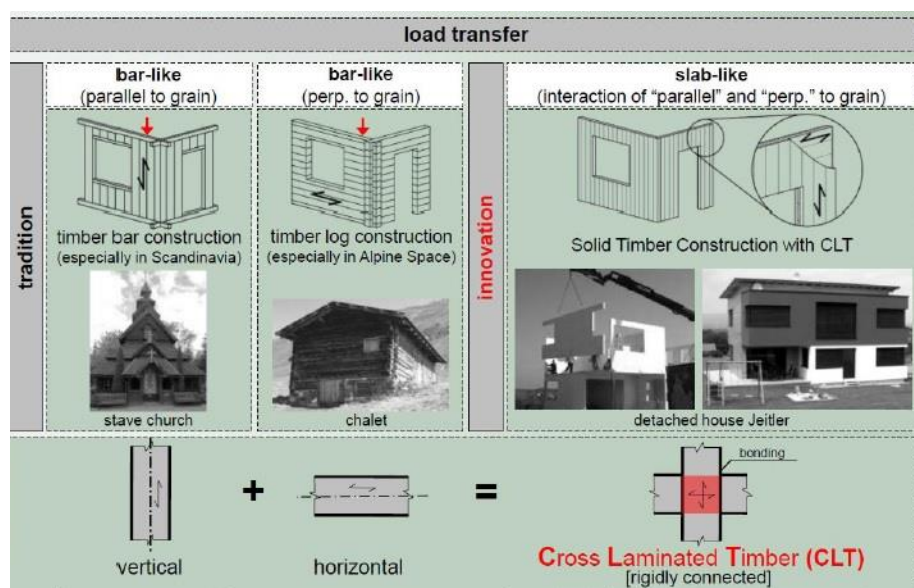 load transfer
tradition
bar-like
(parallel to grain)
timber bar construction
(especially in Scandinavia)
stave church
bar-like
(perp. to grain)
timber log construction
(especially in Alpine Space)
chalet
innovation
slab-like
(interaction of “parallel” and “perp.” to grain)
Solid Timber Construction with CLT
detached house Jeitler
vertical
+
horizontal
=
bonding
Cross Laminated Timber (CLT)
[rigidly connected]